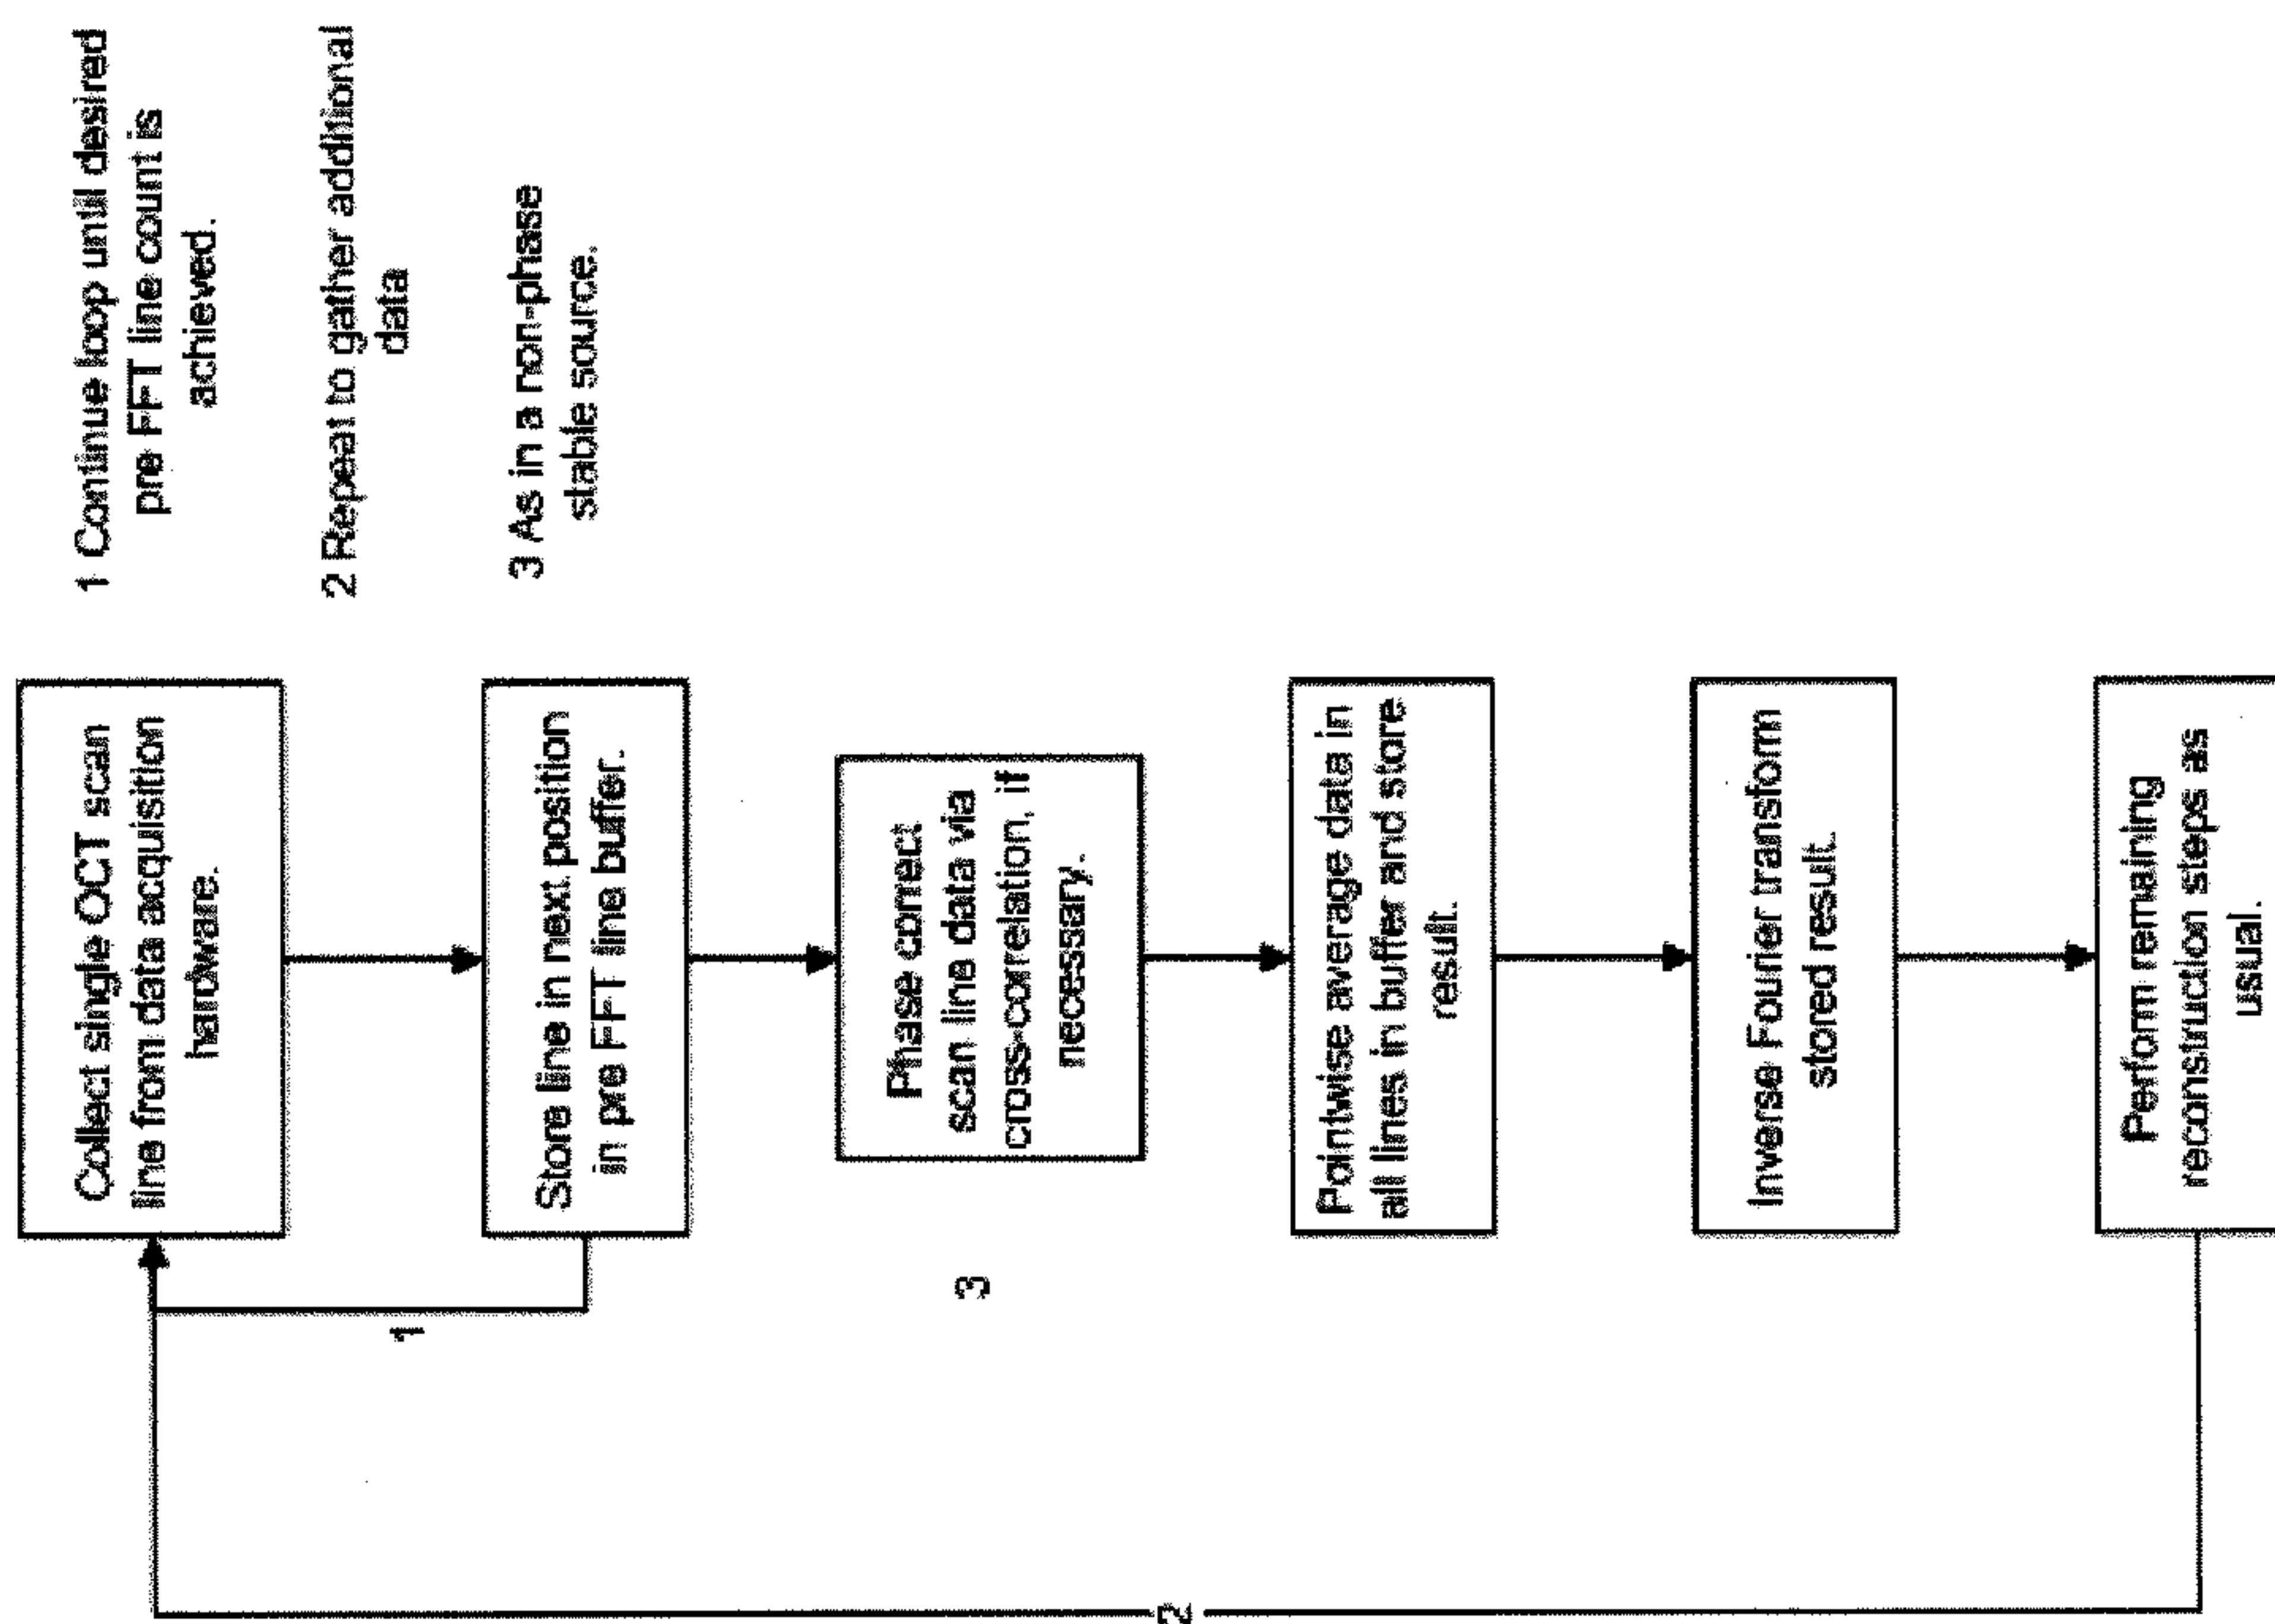 1 Continue loop until desired
pre FFT line count is
achieved.
2 Repeat to gather additional
data
3 As in a non-phase
stable source.
Collect single OCT scan
line from data acquisition
hardware.
Store line in next position
in pre FFT line buffer.
Phase correct
scan line data via
cross-correlation, if
necessary.
Pointwise average data in
all lines in buffer and store
result.
Inverse Fourier transform
stored result.
Perform remaining
reconstruction steps as
usual.
1
3
2